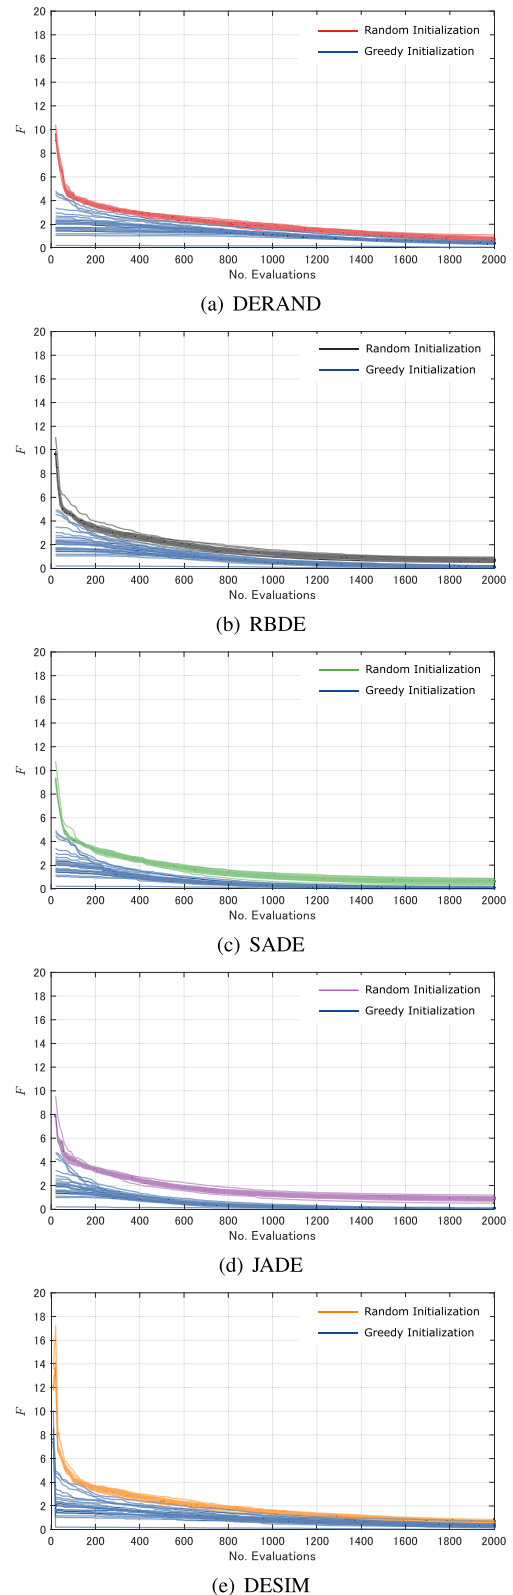 20
18
Random Initialization
16
Greedy Initialization
14
12
F
10
8
6
4
2
0
0 200 400 600 800 1000 1200 1400 1600 1800 2000
No. Evaluations
(a) DERAND
20
18
Random Initialization
16
Greedy Initialization
14
12
F
10
8
6
4
2
0
0 200 400 600 800 1000 1200 1400 1600 1800 2000
No. Evaluations
(b) RBDE
20
18
Random Initialization
16
Greedy Initialization
14
12
F
10
8
6
4
2
0
0 200 400 600 800 1000 1200 1400 1600 1800 2000
No. Evaluations
(c) SADE
20
18
Random Initialization
16
Greedy Initialization
14
12
F
10
8
6
4
2
0
0 200 400 600 800 1000 1200 1400 1600 1800 2000
No. Evaluations
(d) JADE
20
18
Random Initialization
16
Greedy Initialization
14
12
F
10
8
6
4
2
0
0 200 400 600 800 1000 1200 1400 1600 1800 2000
No. Evaluations
(e) DESIM